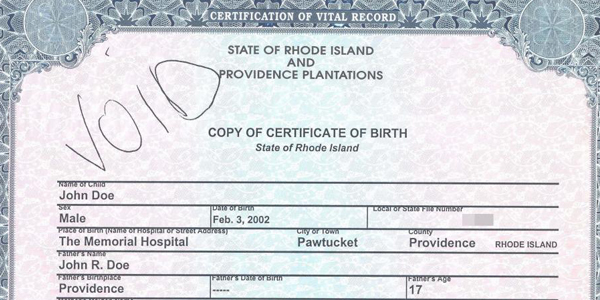 CERTIFICATION OF VITAL RECORD
STATE OF RHODE ISLAND
AND
PROVIDENCE PLANTATIONS
VOID
COPY OF CERTIFICATE OF BIRTH
State of Rhode Island
Name of Child
John Doe
Sex Date of Birth Local or State File Number
Male Feb. 3, 2002
Place of Birth (Name of Hospital or Street Address) City or Town County
The Memorial Hospital Pawtucket Providence RHODE ISLAND
Father's Name
John R. Doe
Father's Birthplace Father's Date of Birth Father's Age
Providence ----- 17